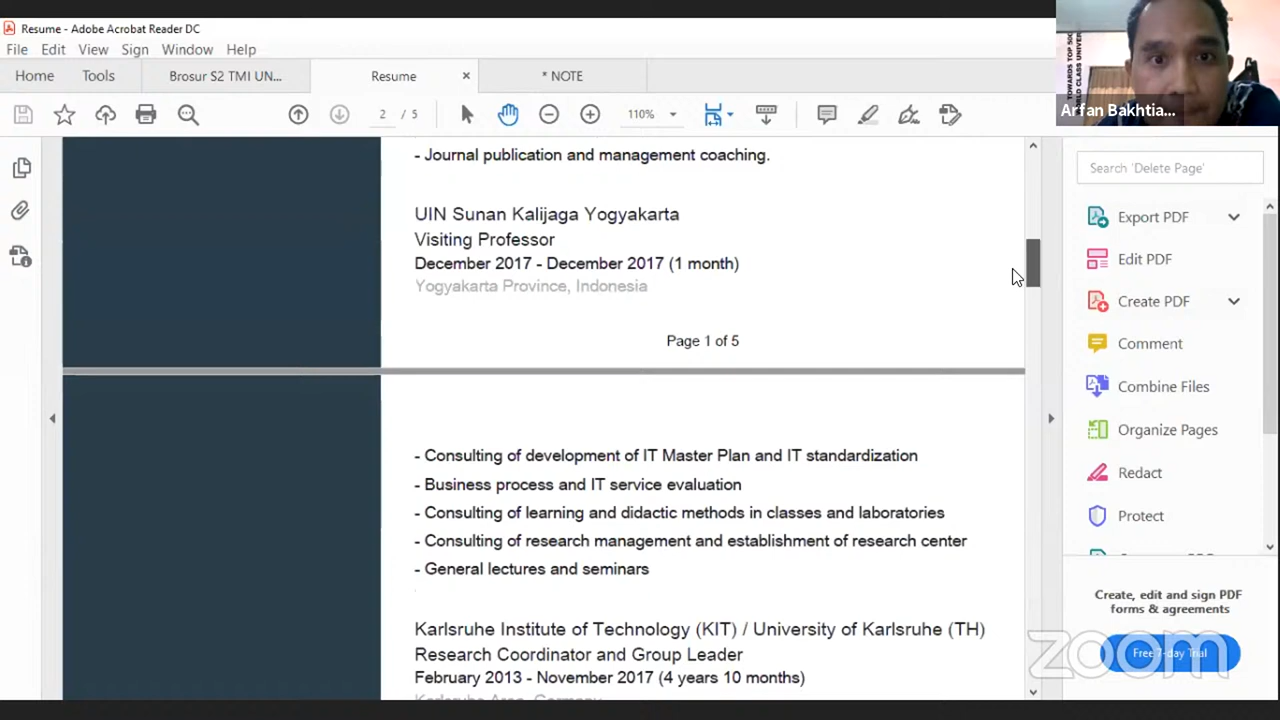 Resume - Adobe Acrobat Reader DC
File Edit View Sign Window Help
Home Tools Brosur S2 TMI UN... Resume × * NOTE
2 / 5 110%
- Journal publication and management coaching.
UIN Sunan Kalijaga Yogyakarta
Visiting Professor
December 2017 - December 2017 (1 month)
Yogyakarta Province, Indonesia
Page 1 of 5
- Consulting of development of IT Master Plan and IT standardization
- Business process and IT service evaluation
- Consulting of learning and didactic methods in classes and laboratories
- Consulting of research management and establishment of research center
- General lectures and seminars
Karlsruhe Institute of Technology (KIT) / University of Karlsruhe (TH)
Research Coordinator and Group Leader
February 2013 - November 2017 (4 years 10 months)
Karlsruhe Area, Germany
TOWARDS TOP 500
Arfan Bakhtia...
Search 'Delete Page'
Export PDF
Edit PDF
Create PDF
Comment
Combine Files
Organize Pages
Redact
Protect
Create, edit and sign PDF
forms & agreements
Free 7-day Trial
zoom